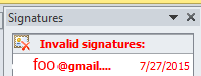 Signatures
Invalid signatures:
foo@gmail.... 7/27/2015